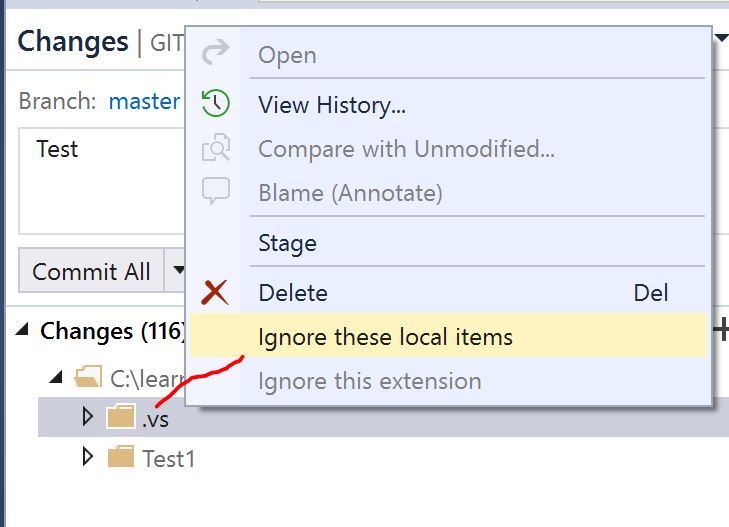 Changes | GIT
Open
View History...
Branch: master
Compare with Unmodified...
Test
Blame (Annotate)
Stage
Commit All
Delete Del
Changes (116)
Ignore these local items
C:\learn
Ignore this extension
.vs
Test1